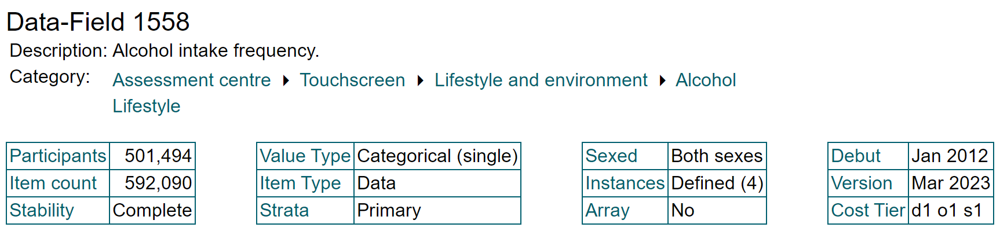 Data-Field 1558
Description: Alcohol intake frequency.
Category: Assessment centre ▸ Touchscreen ▸ Lifestyle and environment ▸ Alcohol
Lifestyle
Participants 501,494 Value Type Categorical (single) Sexed Both sexes Debut Jan 2012
Item count 592,090 Item Type Data Instances Defined (4) Version Mar 2023
Stability Complete Strata Primary Array No Cost Tier d1 o1 s1